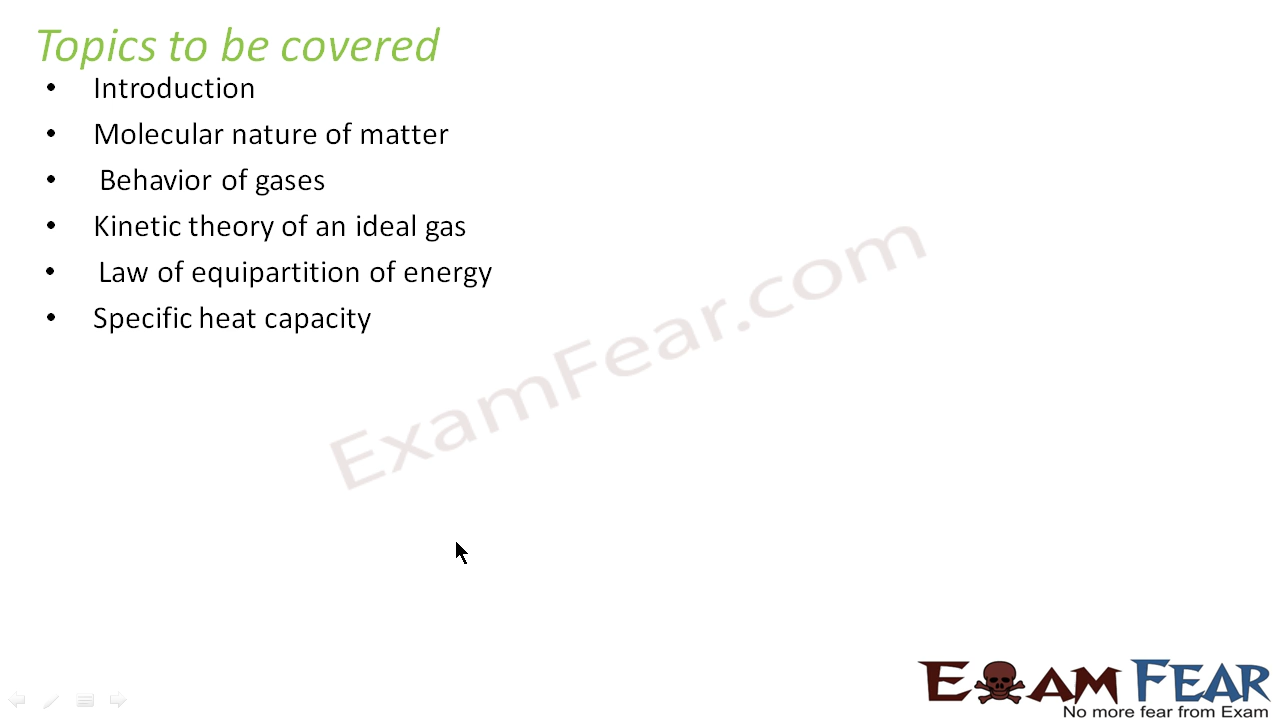 Topics to be covered
• Introduction
• Molecular nature of matter
• Behavior of gases
• Kinetic theory of an ideal gas
• Law of equipartition of energy
• Specific heat capacity
ExamFear.com
EXAM FEAR
No more fear from Exam